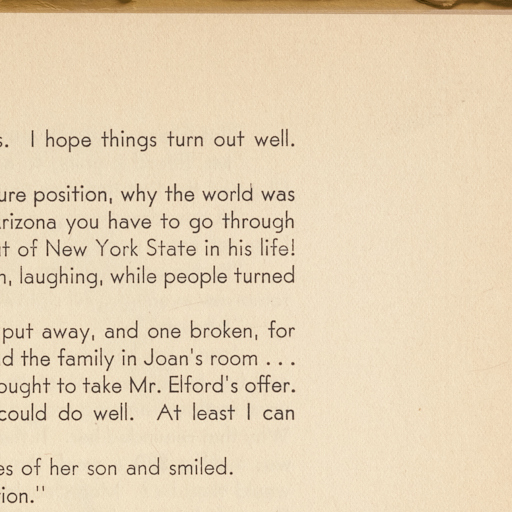 s. I hope things turn out well.
ure position, why the world was
rizona you have to go through
t of New York State in his life!
n, laughing, while people turned
put away, and one broken, for
d the family in Joan's room . . .
ought to take Mr. Elford's offer.
could do well. At least I can
es of her son and smiled.
ion."